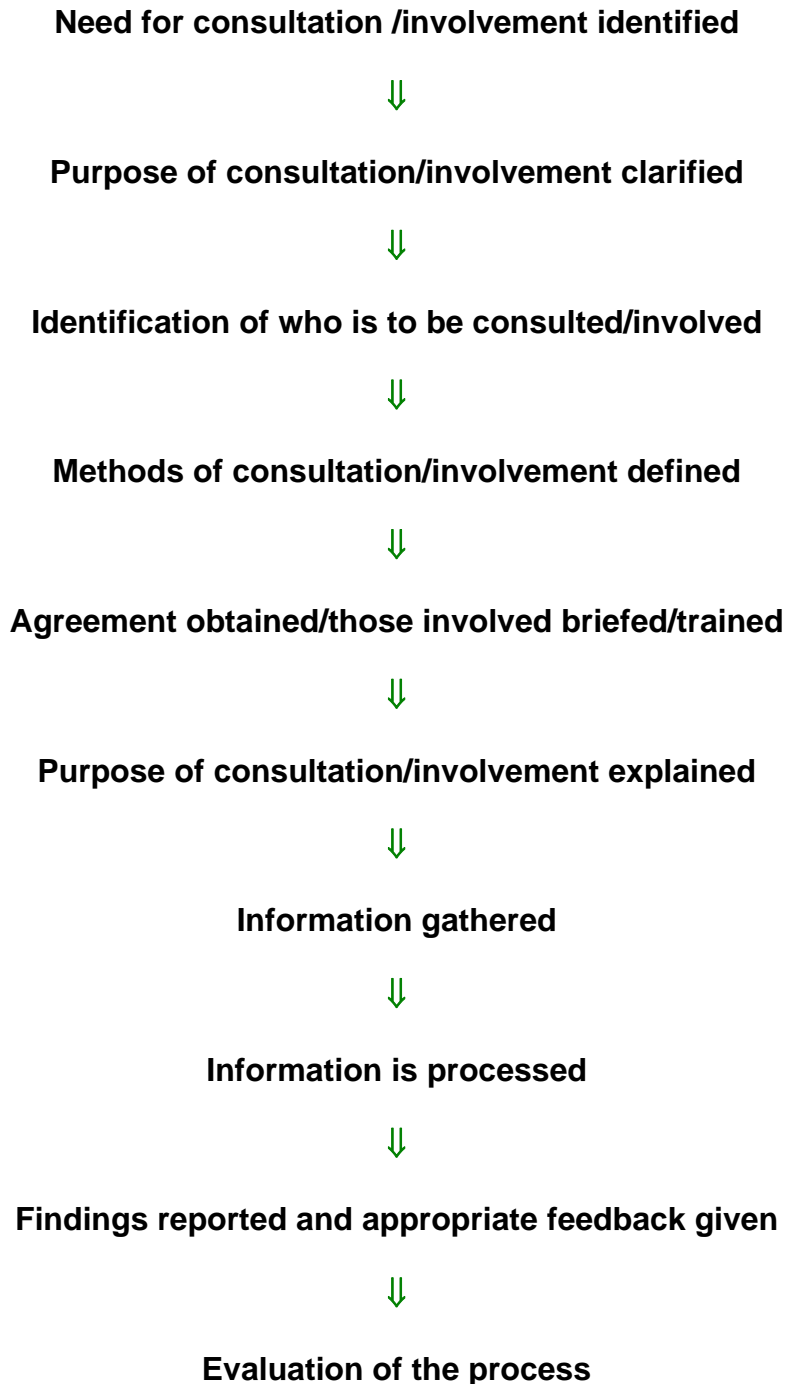 Need for consultation /involvement identified
⇓
Purpose of consultation/involvement clarified
⇓
Identification of who is to be consulted/involved
⇓
Methods of consultation/involvement defined
⇓
Agreement obtained/those involved briefed/trained
⇓
Purpose of consultation/involvement explained
⇓
Information gathered
⇓
Information is processed
⇓
Findings reported and appropriate feedback given
⇓
Evaluation of the process